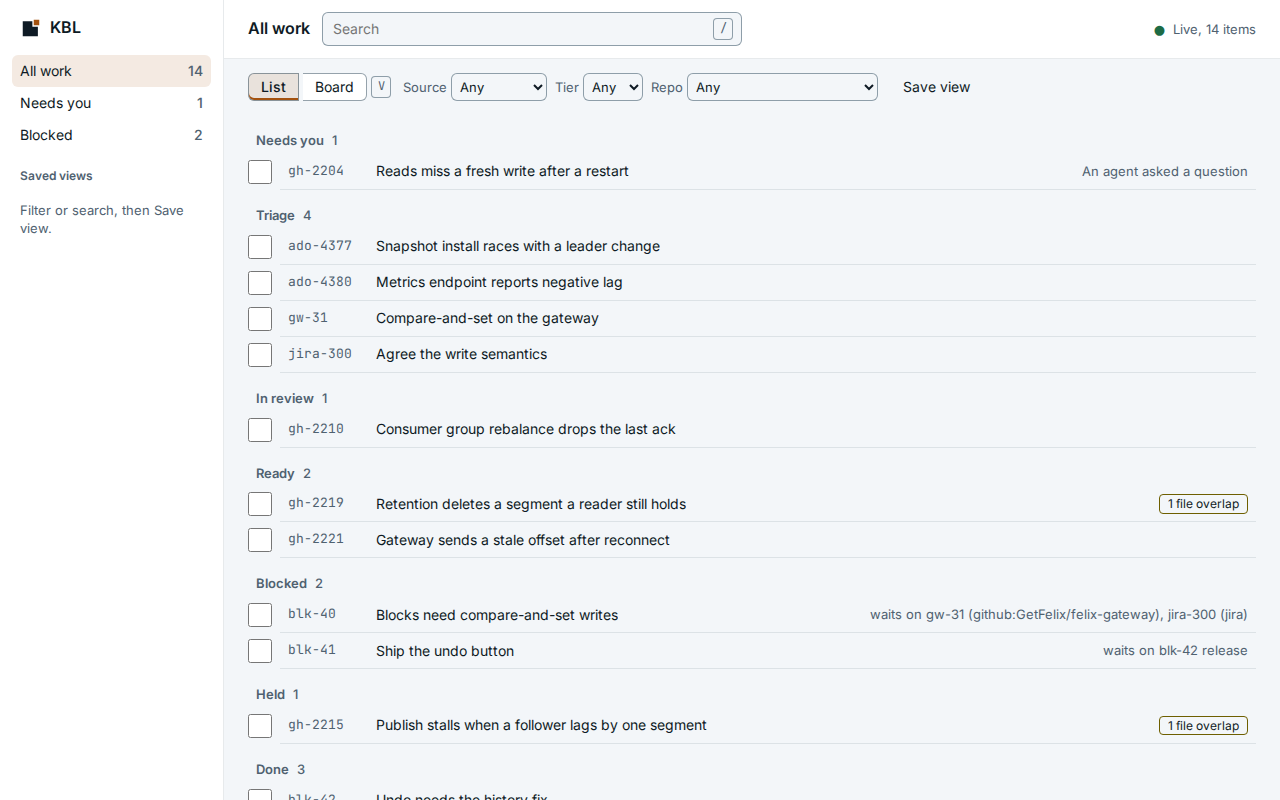 KBL
All work 14
Needs you 1
Blocked 2
Saved views
Filter or search, then Save
view.
All work
Search /
Live, 14 items
List Board V Source Any Tier Any Repo Any Save view
Needs you 1
gh-2204 Reads miss a fresh write after a restart An agent asked a question
Triage 4
ado-4377 Snapshot install races with a leader change
ado-4380 Metrics endpoint reports negative lag
gw-31 Compare-and-set on the gateway
jira-300 Agree the write semantics
In review 1
gh-2210 Consumer group rebalance drops the last ack
Ready 2
gh-2219 Retention deletes a segment a reader still holds 1 file overlap
gh-2221 Gateway sends a stale offset after reconnect
Blocked 2
blk-40 Blocks need compare-and-set writes waits on gw-31 (github:GetFelix/felix-gateway), jira-300 (jira)
blk-41 Ship the undo button waits on blk-42 release
Held 1
gh-2215 Publish stalls when a follower lags by one segment 1 file overlap
Done 3
blk-42 Undo needs the history fix